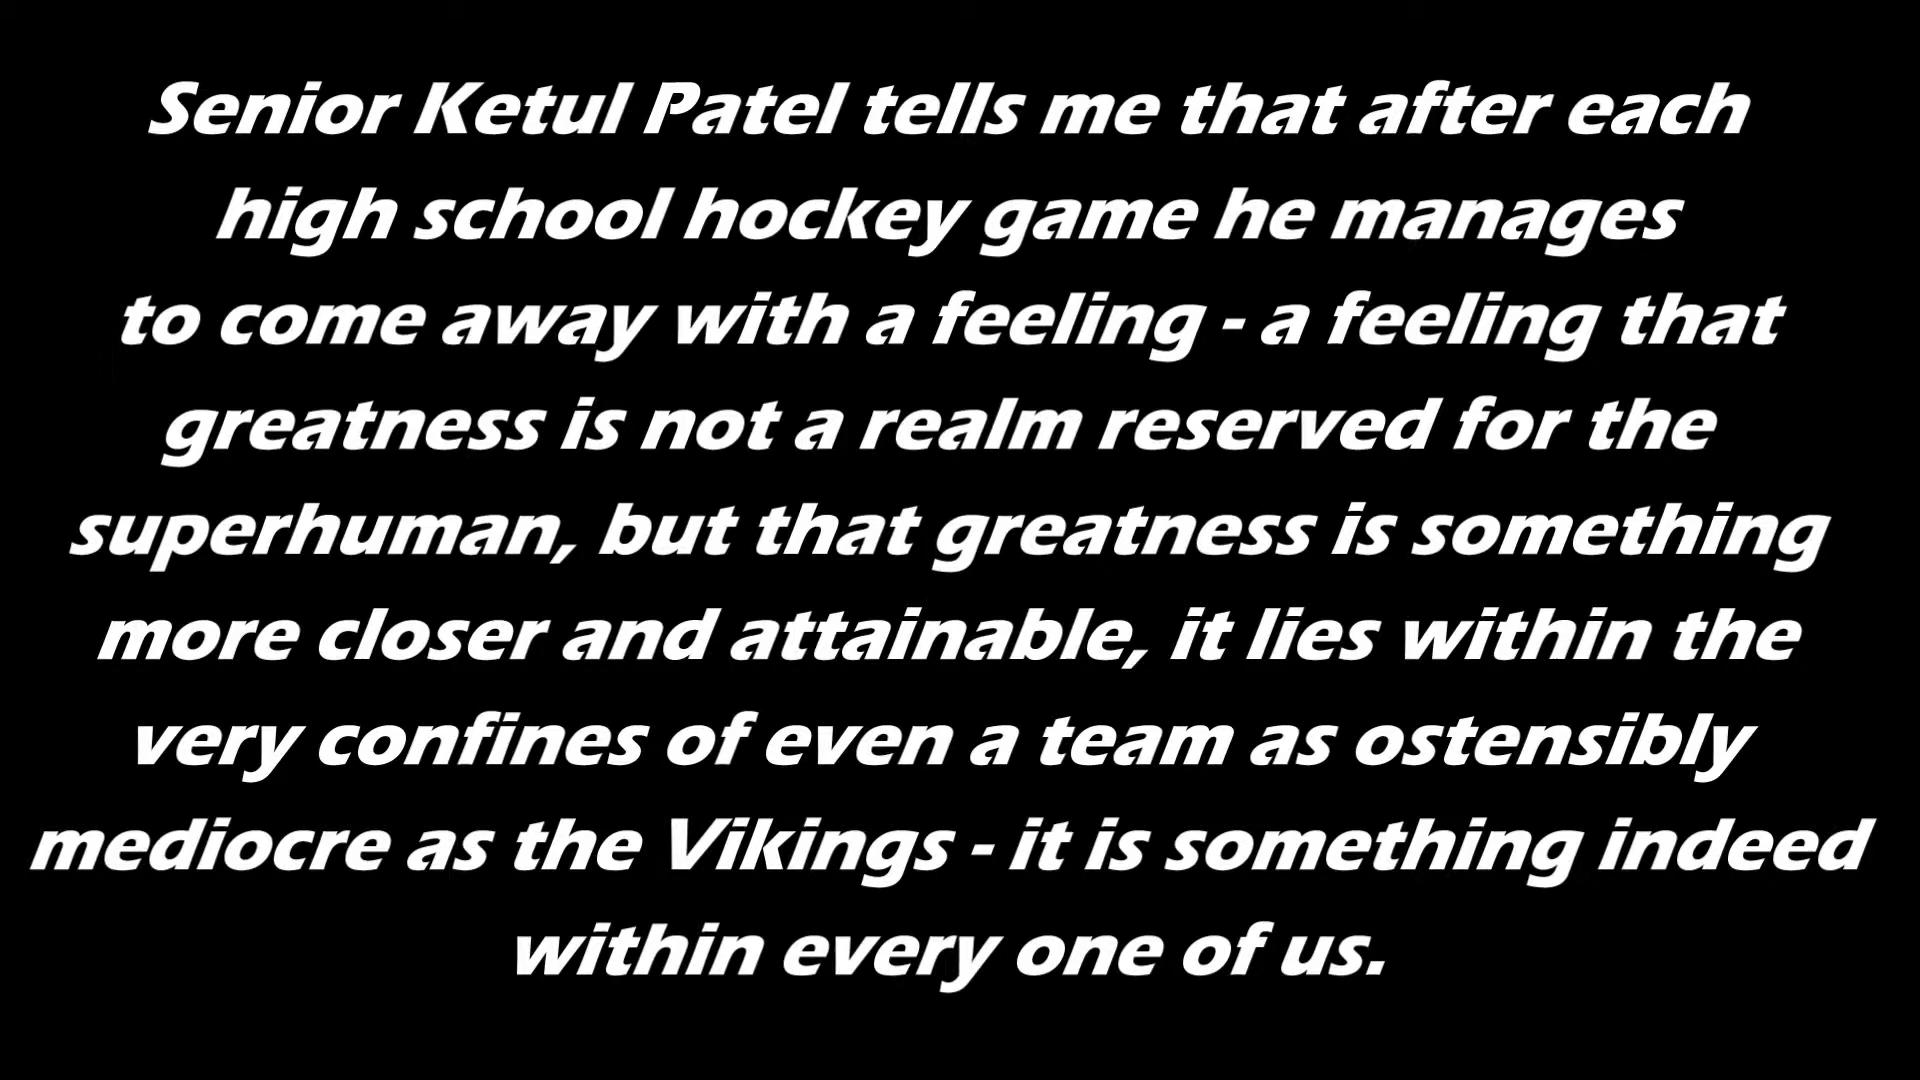 Senior Ketul Patel tells me that after each
high school hockey game he manages
to come away with a feeling - a feeling that
greatness is not a realm reserved for the
superhuman, but that greatness is something
more closer and attainable, it lies within the
very confines of even a team as ostensibly
mediocre as the Vikings - it is something indeed
within every one of us.